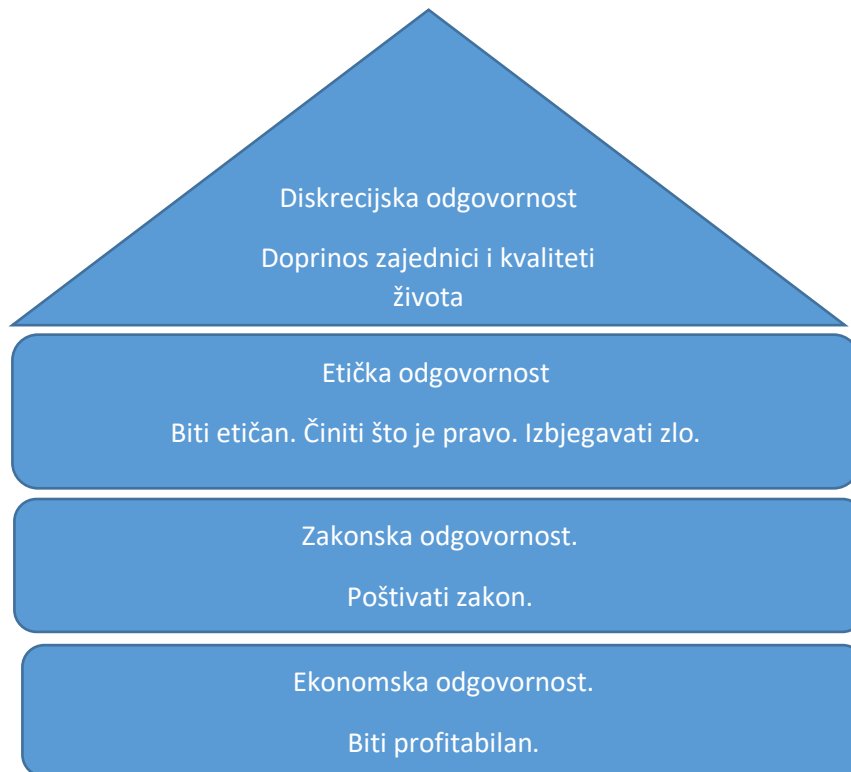 Diskrecijska odgovornost
Doprinos zajednici i kvaliteti
života
Etička odgovornost
Biti etičan. Činiti što je pravo. Izbjegavati zlo.
Zakonska odgovornost.
Poštivati zakon.
Ekonomska odgovornost.
Biti profitabilan.